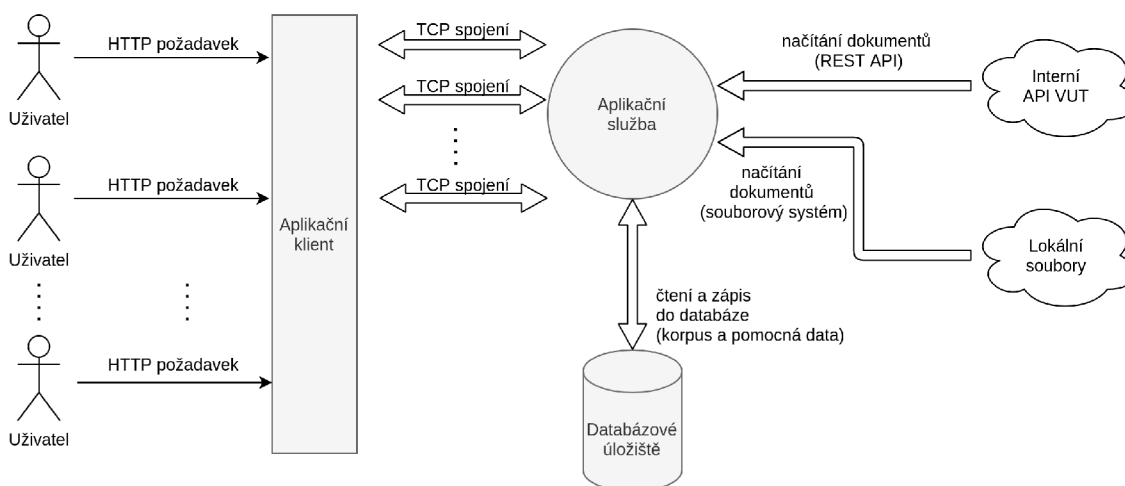 HTTP požadavek
Uživatel
HTTP požadavek
Uživatel
HTTP požadavek
Uživatel
Aplikační
klient
TCP spojení
TCP spojení
TCP spojení
Aplikační
služba
načítání dokumentů
(REST API)
Interní
API VUT
načítání
dokumentů
(souborový systém)
Lokální
soubory
čtení a zápis
do databáze
(korpus a pomocná data)
Databázové
úložiště